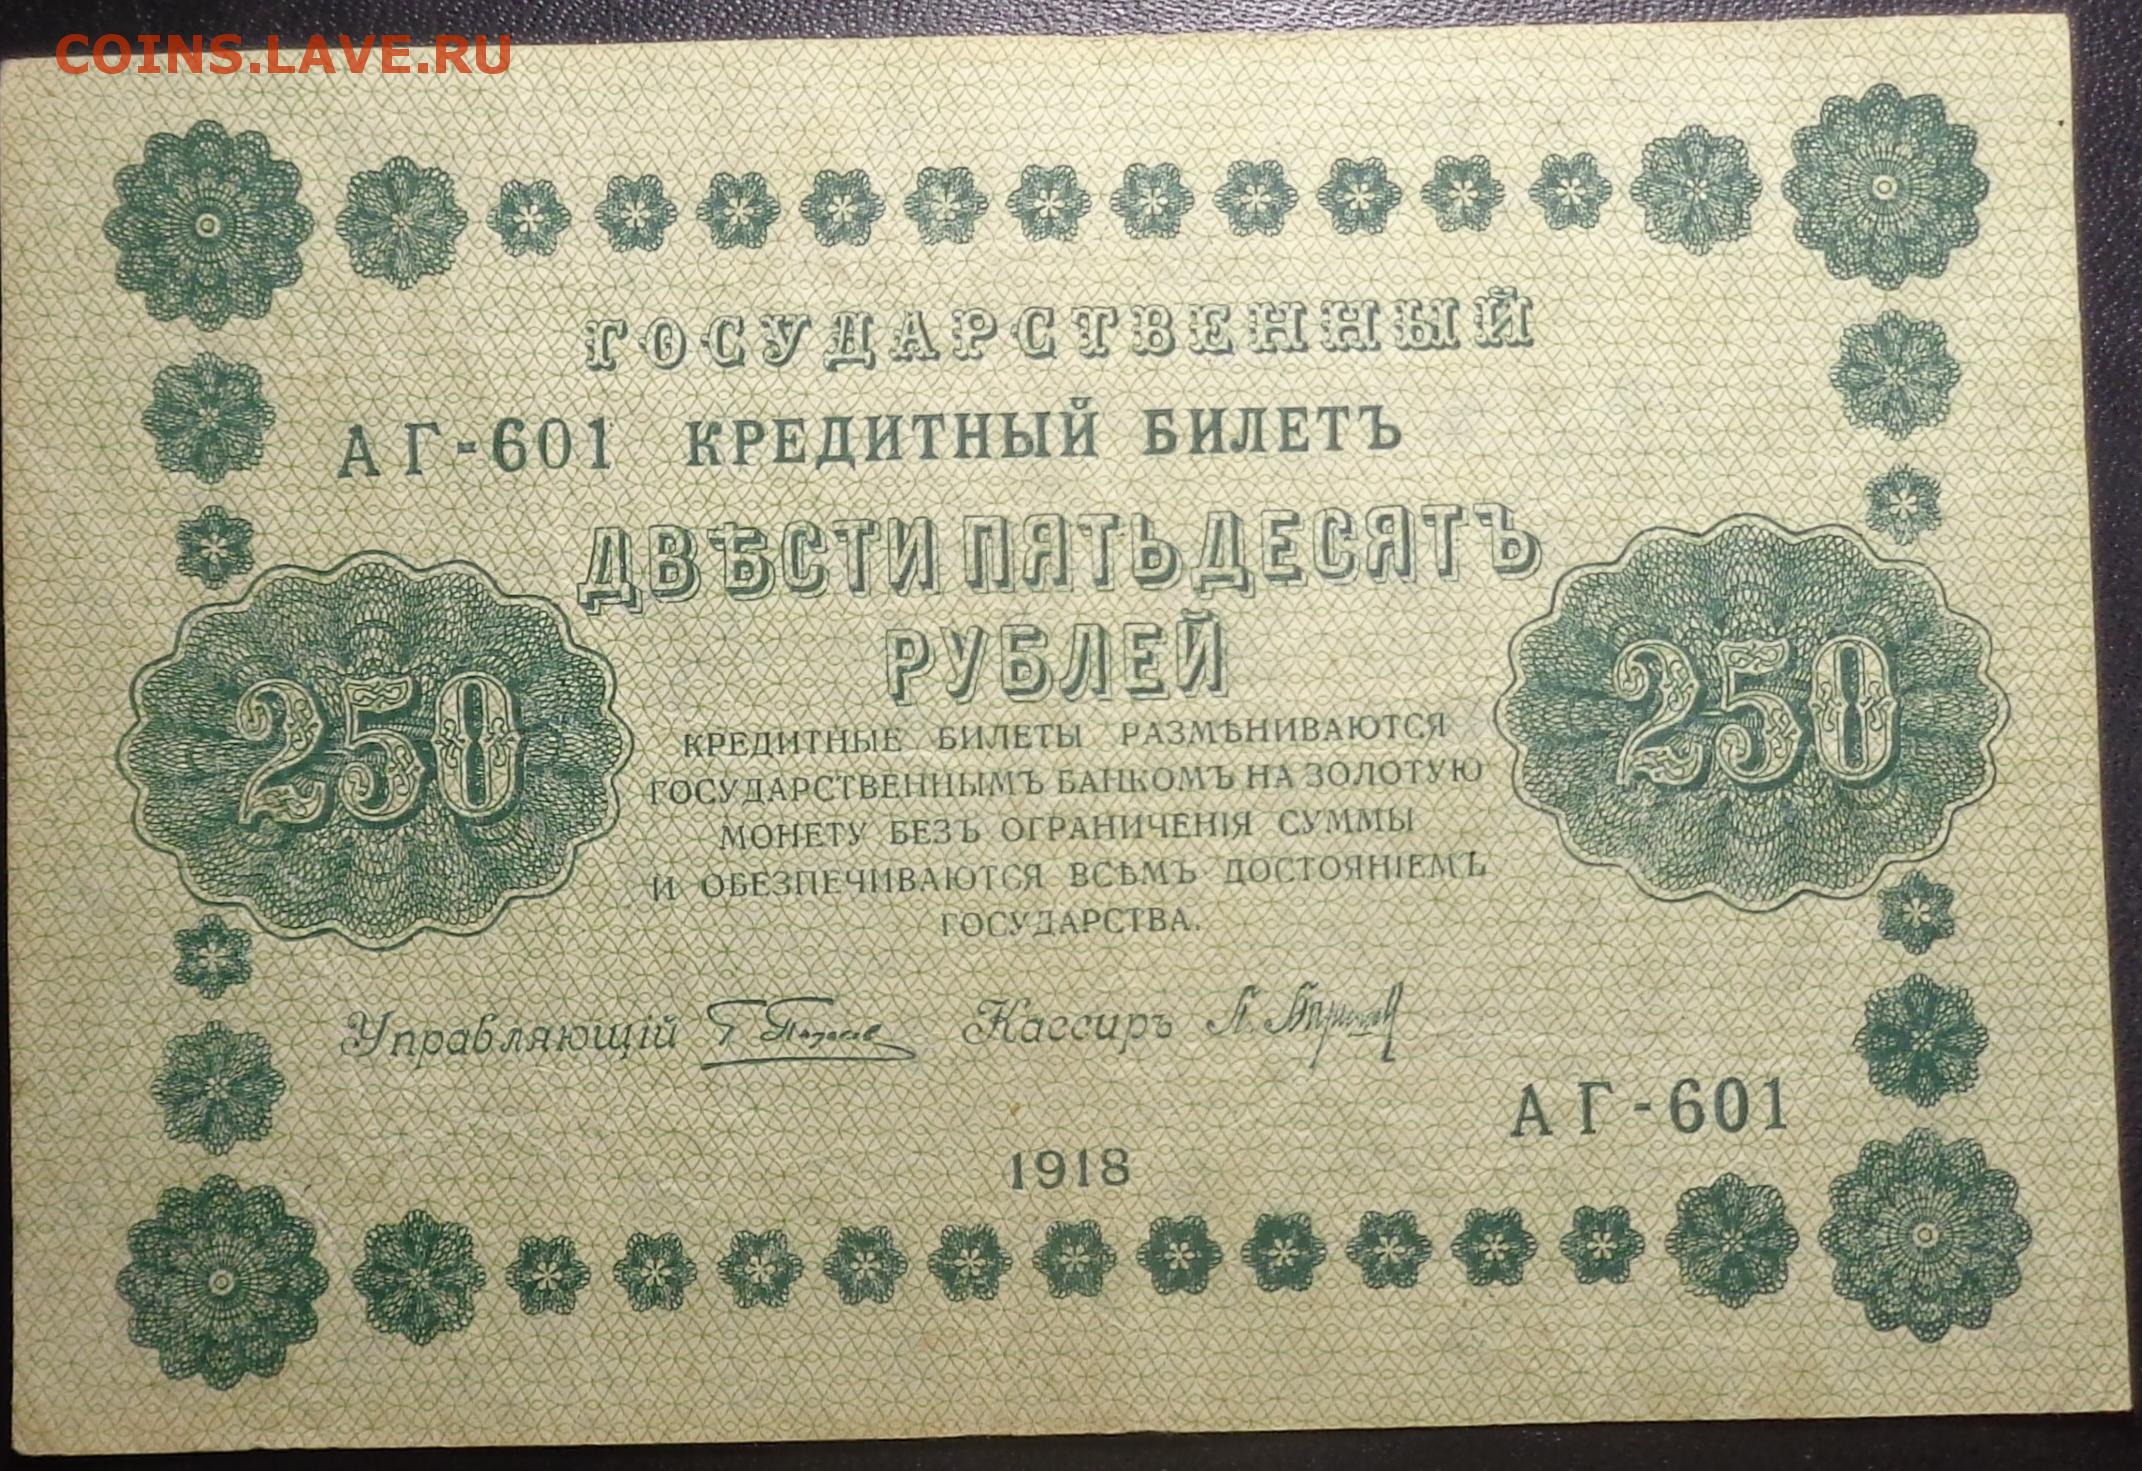 COINS.LAVE.RU
ГОСУДАРСТВЕННЫЙ
АГ-601 КРЕДИТНЫЙ БИЛЕТЪ
ДВѢСТИ ПЯТЬДЕСЯТЪ
РУБЛЕЙ
250
250
КРЕДИТНЫЕ БИЛЕТЫ РАЗМѢНИВАЮТСЯ
ГОСУДАРСТВЕННЫМЪ БАНКОМЪ НА ЗОЛОТУЮ
МОНЕТУ БЕЗЪ ОГРАНИЧЕНІЯ СУММЫ
И ОБЕЗПЕЧИВАЮТСЯ ВСѢМЪ ДОСТОЯНІЕМЪ
ГОСУДАРСТВА.
Управляющій Кассиръ
АГ-601
1918